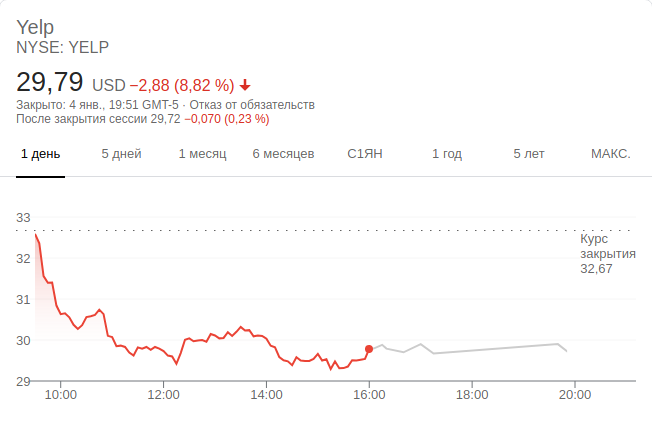 Yelp
NYSE: YELP
29,79 USD −2,88 (8,82 %)
Закрыто: 4 янв., 19:51 GMT-5 · Отказ от обязательств
После закрытия сессии 29,72 −0,070 (0,23 %)
1 день 5 дней 1 месяц 6 месяцев С1ЯН 1 год 5 лет МАКС.
33
Курс
закрытия
32,67
32
31
30
29
10:00 12:00 14:00 16:00 18:00 20:00